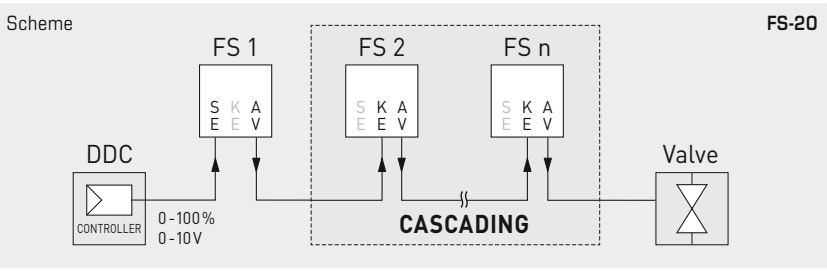 Scheme
FS-20
FS 1
FS 2
FS n
S K A
E E V
S K A
E E V
S K A
E E V
DDC
Valve
CONTROLLER
0-100%
0-10V
CASCADING